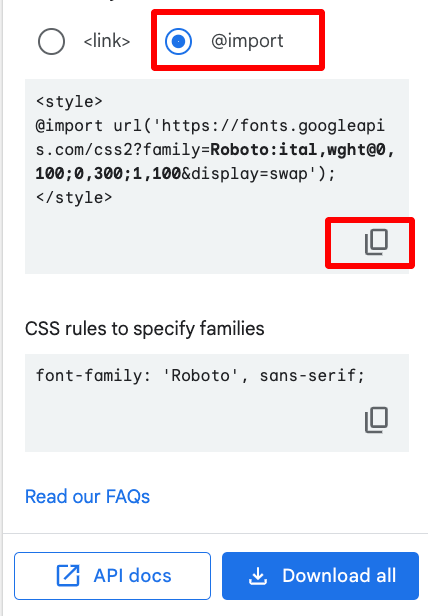 <link>
@import
<style>
@import url('https://fonts.googleapi
s.com/css2?family=Roboto:ital,wght@0,
100;0,300;1,100&display=swap');
</style>
CSS rules to specify families
font-family: 'Roboto', sans-serif;
Read our FAQs
API docs
Download all